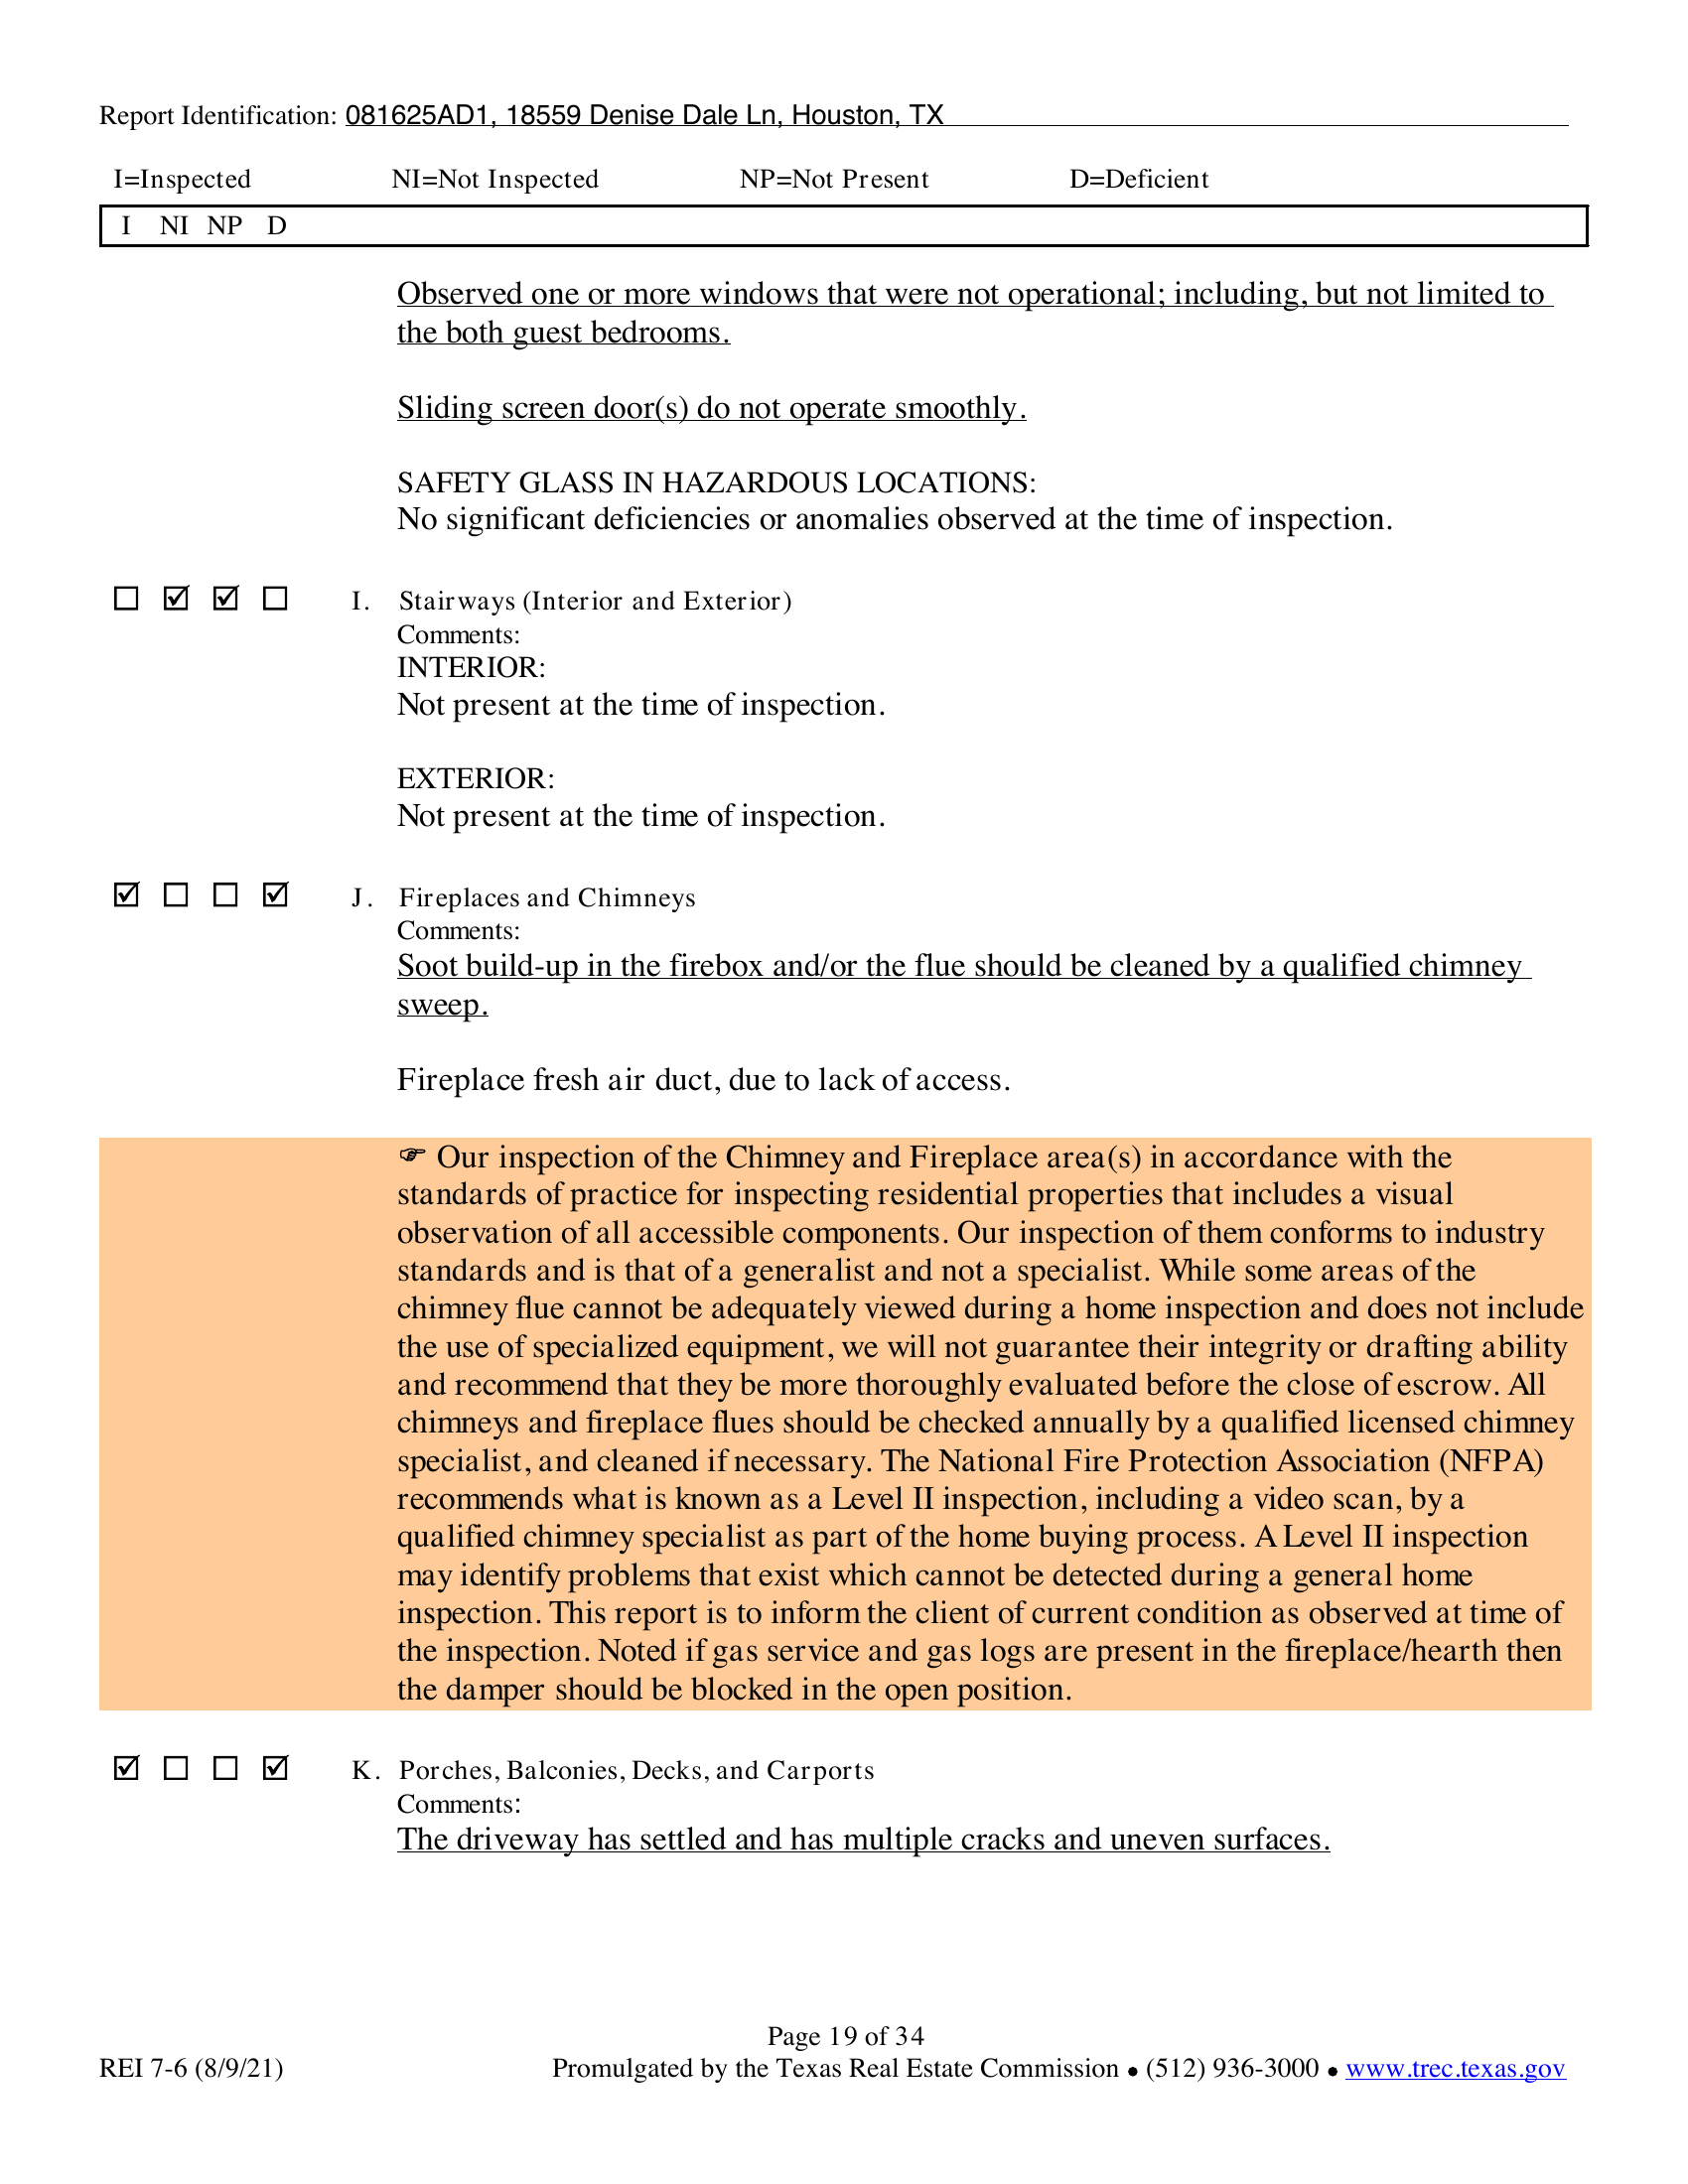 Report Identification: 081625AD1, 18559 Denise Dale Ln, Houston, TX
I=Inspected NI=Not Inspected NP=Not Present D=Deficient
I NI NP D
Observed one or more windows that were not operational; including, but not limited to
the both guest bedrooms.
Sliding screen door(s) do not operate smoothly.
SAFETY GLASS IN HAZARDOUS LOCATIONS:
No significant deficiencies or anomalies observed at the time of inspection.
☐ ☑ ☑ ☐ I. Stairways (Interior and Exterior)
Comments:
INTERIOR:
Not present at the time of inspection.
EXTERIOR:
Not present at the time of inspection.
☑ ☐ ☐ ☑ J. Fireplaces and Chimneys
Comments:
Soot build-up in the firebox and/or the flue should be cleaned by a qualified chimney
sweep.
Fireplace fresh air duct, due to lack of access.
☞ Our inspection of the Chimney and Fireplace area(s) in accordance with the
standards of practice for inspecting residential properties that includes a visual
observation of all accessible components. Our inspection of them conforms to industry
standards and is that of a generalist and not a specialist. While some areas of the
chimney flue cannot be adequately viewed during a home inspection and does not include
the use of specialized equipment, we will not guarantee their integrity or drafting ability
and recommend that they be more thoroughly evaluated before the close of escrow. All
chimneys and fireplace flues should be checked annually by a qualified licensed chimney
specialist, and cleaned if necessary. The National Fire Protection Association (NFPA)
recommends what is known as a Level II inspection, including a video scan, by a
qualified chimney specialist as part of the home buying process. A Level II inspection
may identify problems that exist which cannot be detected during a general home
inspection. This report is to inform the client of current condition as observed at time of
the inspection. Noted if gas service and gas logs are present in the fireplace/hearth then
the damper should be blocked in the open position.
☑ ☐ ☐ ☑ K. Porches, Balconies, Decks, and Carports
Comments:
The driveway has settled and has multiple cracks and uneven surfaces.
Page 19 of 34
REI 7-6 (8/9/21) Promulgated by the Texas Real Estate Commission ● (512) 936-3000 ● www.trec.texas.gov